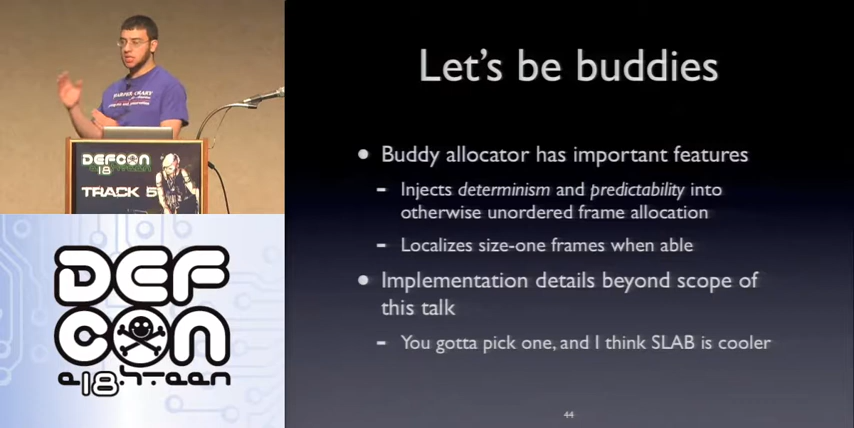 Let's be buddies
• Buddy allocator has important features
- Injects determinism and predictability into
otherwise unordered frame allocation
- Localizes size-one frames when able
• Implementation details beyond scope of
this talk
- You gotta pick one, and I think SLAB is cooler
44
DEFCON
18
TRACK 5
DEF
CON
e18hteen